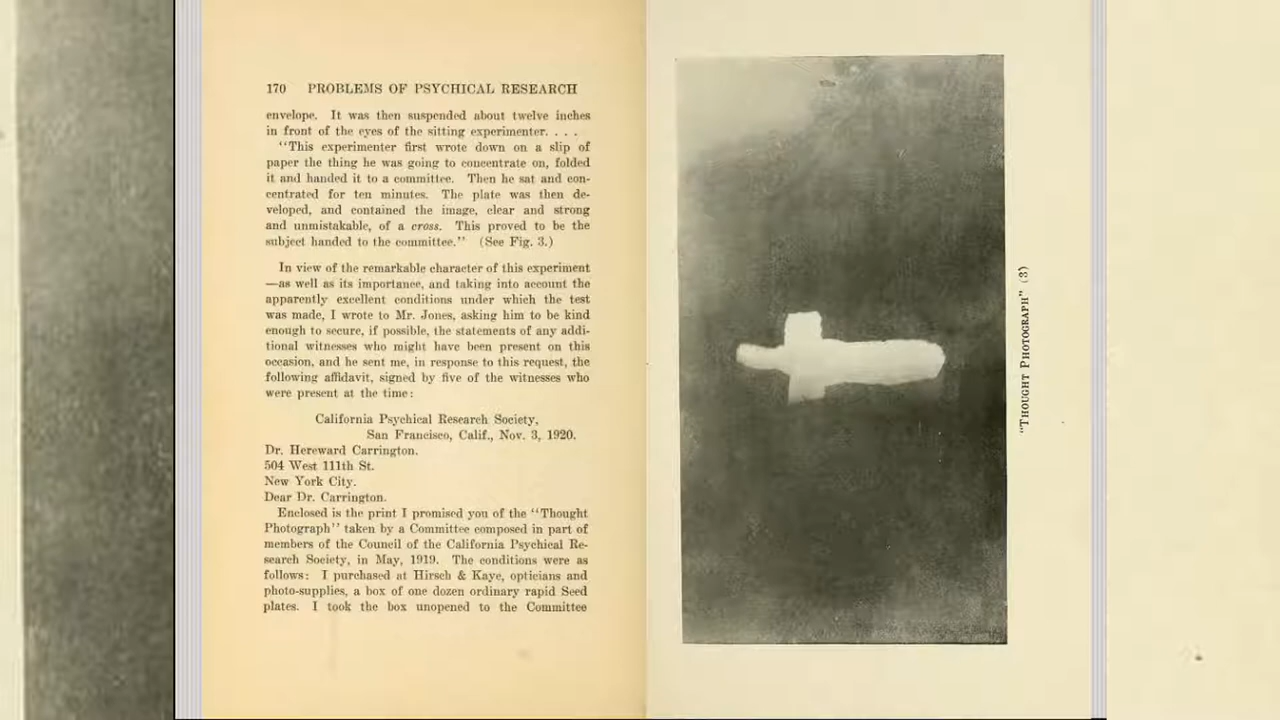 170 PROBLEMS OF PSYCHICAL RESEARCH
envelope. It was then suspended about twelve inches
in front of the eyes of the sitting experimenter. . . .
"This experimenter first wrote down on a slip of
paper the thing he was going to concentrate on, folded
it and handed it to a committee. Then he sat and con-
centrated for ten minutes. The plate was then de-
veloped, and contained the image, clear and strong
and unmistakable, of a cross. This proved to be the
subject handed to the committee." (See Fig. 3.)
In view of the remarkable character of this experiment
—as well as its importance, and taking into account the
apparently excellent conditions under which the test
was made, I wrote to Mr. Jones, asking him to be kind
enough to secure, if possible, the statements of any addi-
tional witnesses who might have been present on this
occasion, and he sent me, in response to this request, the
following affidavit, signed by five of the witnesses who
were present at the time:
California Psychical Research Society,
San Francisco, Calif., Nov. 3, 1920.
Dr. Hereward Carrington.
504 West 111th St.
New York City.
Dear Dr. Carrington.
Enclosed is the print I promised you of the "Thought
Photograph" taken by a Committee composed in part of
members of the Council of the California Psychical Re-
search Society, in May, 1919. The conditions were as
follows: I purchased at Hirsch & Kaye, opticians and
photo-supplies, a box of one dozen ordinary rapid Seed
plates. I took the box unopened to the Committee
"THOUGHT PHOTOGRAPH" (3)